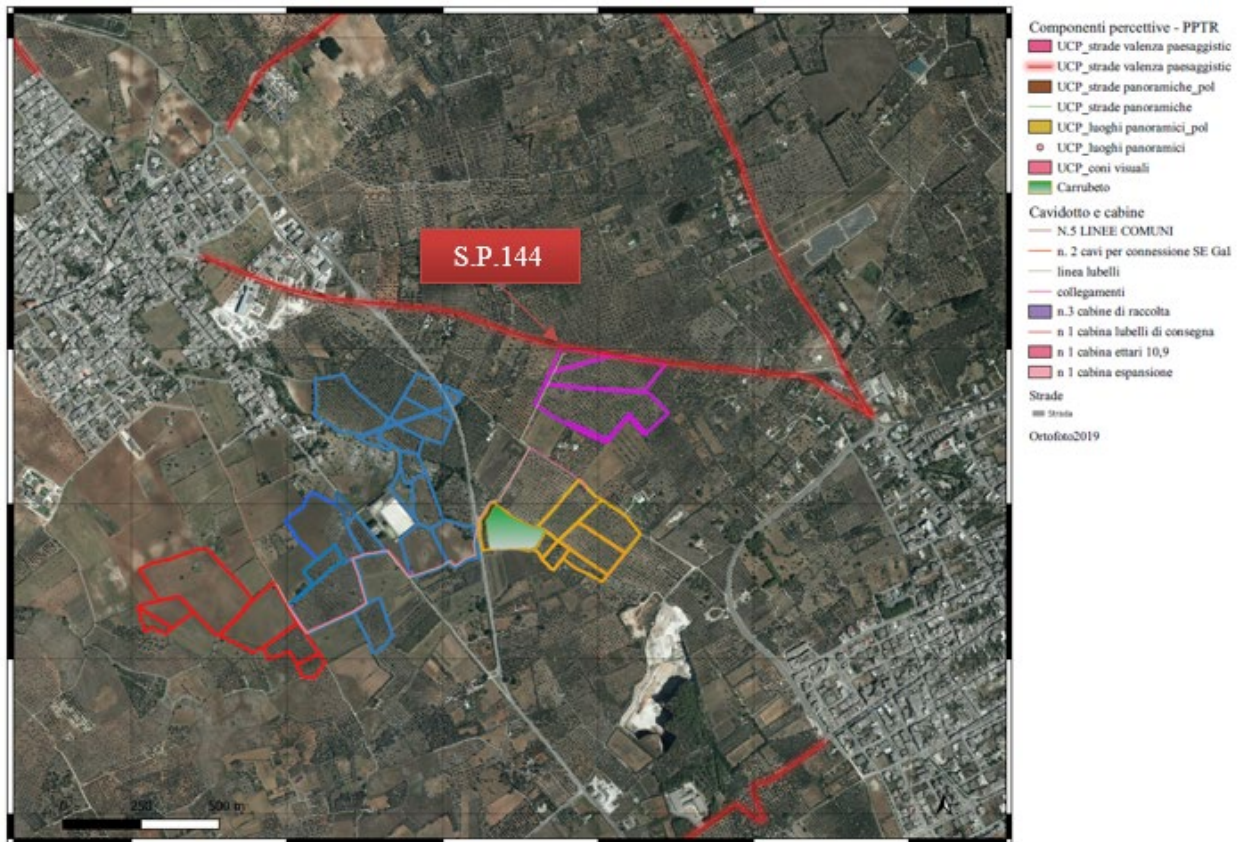 S.P.144
0 250 500 m
Componenti percettive - PPTR
UCP_strade valenza paesaggistic
UCP_strade valenza paesaggistic
UCP_strade panoramiche_pol
UCP_strade panoramiche
UCP_luoghi panoramici_pol
UCP_luoghi panoramici
UCP_coni visuali
Carrubeto
Cavidotto e cabine
N.5 LINEE COMUNI
n. 2 cavi per connessione SE Gal
linea lubelli
collegamenti
n.3 cabine di raccolta
n 1 cabina lubelli di consegna
n 1 cabina ettari 10,9
n 1 cabina espansione
Strade
Strada
Ortofoto2019